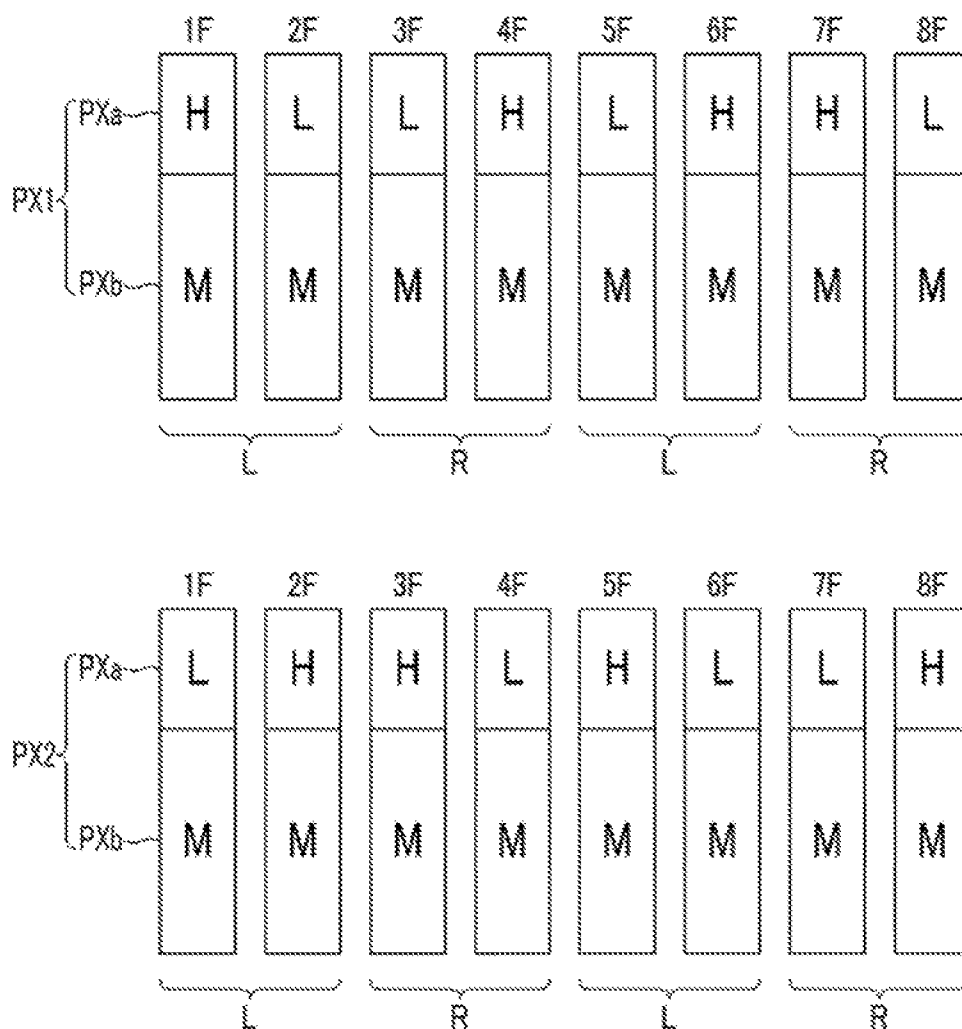 1F 2F 3F 4F 5F 6F 7F 8F
PXa H L L H L H H L
PX1
PXb M M M M M M M M
L R L R
1F 2F 3F 4F 5F 6F 7F 8F
PXa L H H L H L L H
PX2
PXb M M M M M M M M
L R L R